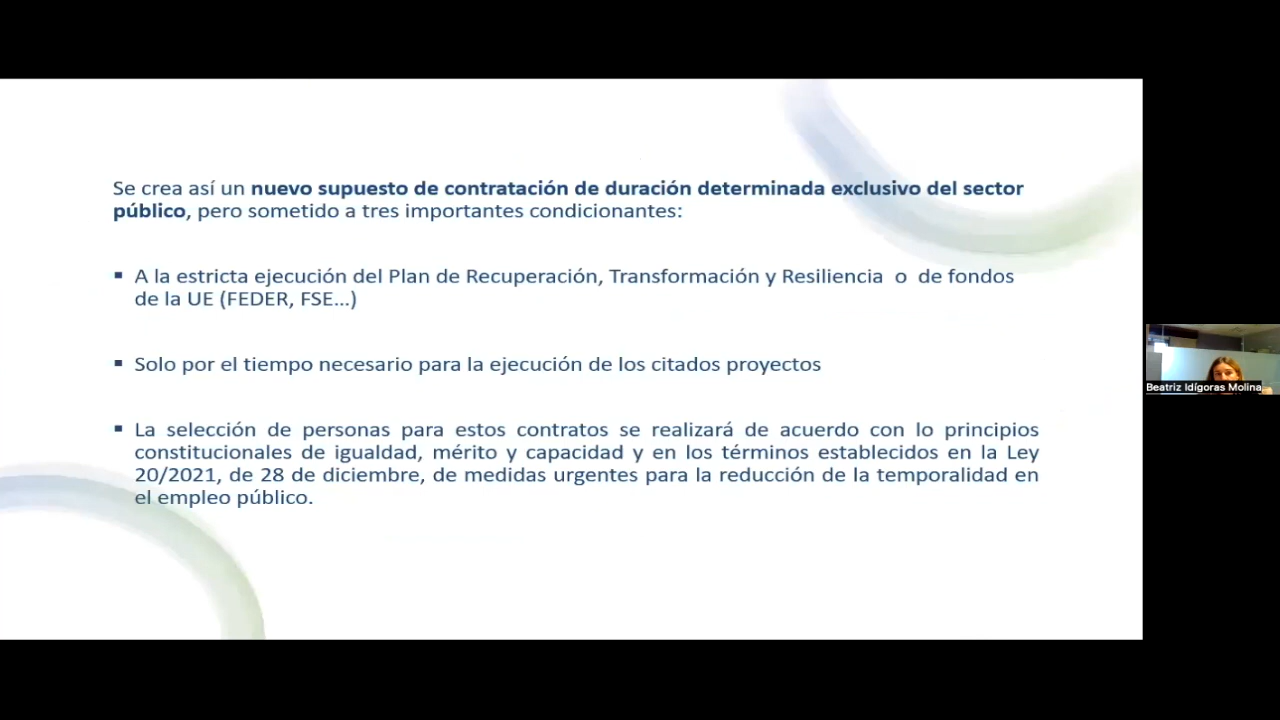 Se crea así un nuevo supuesto de contratación de duración determinada exclusivo del sector
público, pero sometido a tres importantes condicionantes:
▪ A la estricta ejecución del Plan de Recuperación, Transformación y Resiliencia o de fondos
de la UE (FEDER, FSE...)
▪ Solo por el tiempo necesario para la ejecución de los citados proyectos
▪ La selección de personas para estos contratos se realizará de acuerdo con lo principios
constitucionales de igualdad, mérito y capacidad y en los términos establecidos en la Ley
20/2021, de 28 de diciembre, de medidas urgentes para la reducción de la temporalidad en
el empleo público.
Beatriz Idígoras Molina